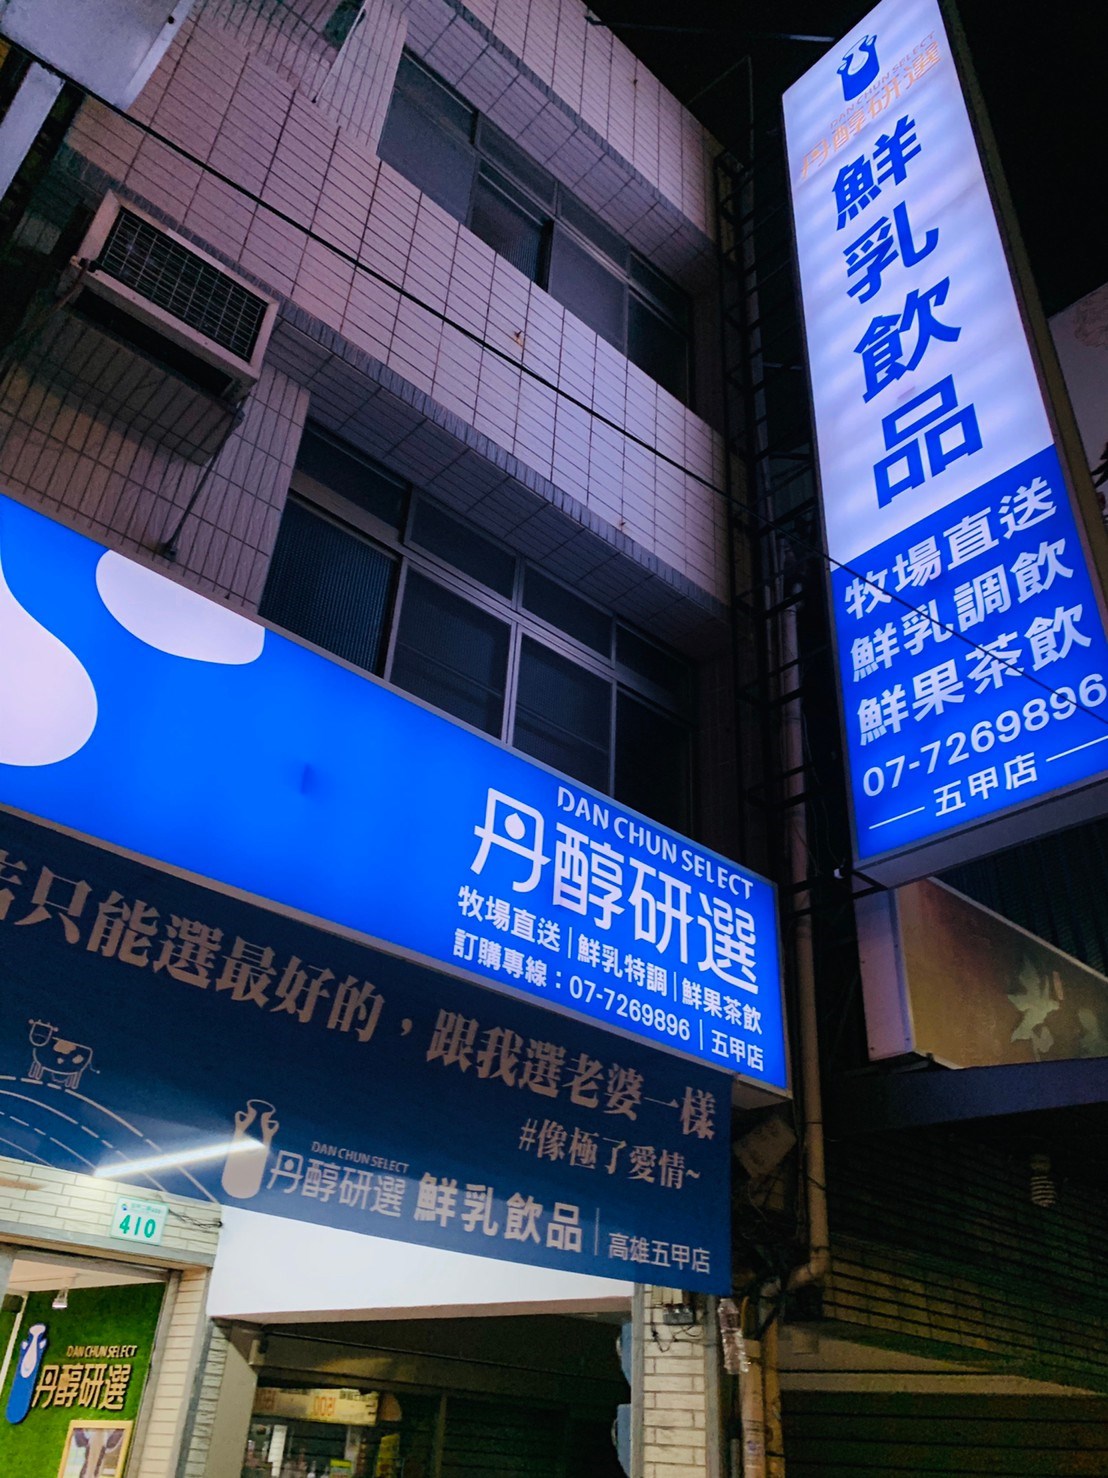 DAN CHUN SELECT
丹醇研選
鮮乳飲品
牧場直送
鮮乳調飲
鮮果茶飲
07-7269896
五甲店
DAN CHUN SELECT
丹醇研選
牧場直送|鮮乳特調|鮮果茶飲
訂購專線：07-7269896|五甲店
只能選最好的，跟我選老婆一樣
#像極了愛情~
DAN CHUN SELECT
丹醇研選 鮮乳飲品|高雄五甲店
410
DAN CHUN SELECT
丹醇研選